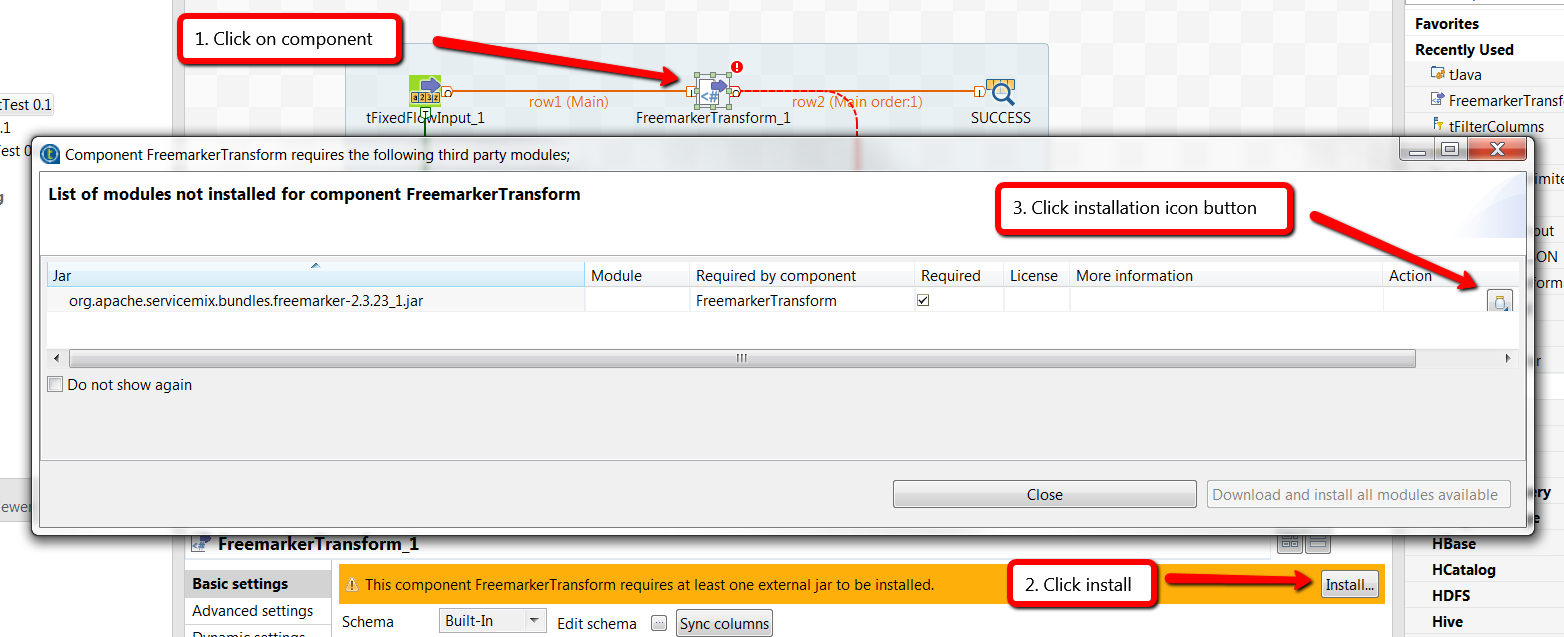 1. Click on component
Favorites
Recently Used
tJava
FreemarkerTransf
tFilterColumns
tTest 0.1
.1
Test 0
row1 (Main)
row2 (Main order:1)
tFixedFlowInput_1
FreemarkerTransform_1
SUCCESS
Component FreemarkerTransform requires the following third party modules;
List of modules not installed for component FreemarkerTransform
3. Click installation icon button
Jar
Module
Required by component
Required
License
More information
Action
org.apache.servicemix.bundles.freemarker-2.3.23_1.jar
FreemarkerTransform
Do not show again
Close
Download and install all modules available
FreemarkerTransform_1
HBase
HCatalog
HDFS
Hive
Basic settings
Advanced settings
Dynamic settings
This component FreemarkerTransform requires at least one external jar to be installed.
2. Click install
Install...
Schema
Built-In
Edit schema
Sync columns